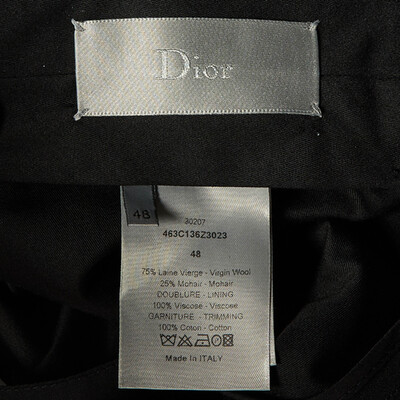 Dior
48
30207
463C136Z3023
48
75% Laine Vierge - Virgin Wool
25% Mohair - Mohair
DOUBLURE - LINING
100% Viscose - Viscose
GARNITURE - TRIMMING
100% Coton - Cotton
Made In ITALY